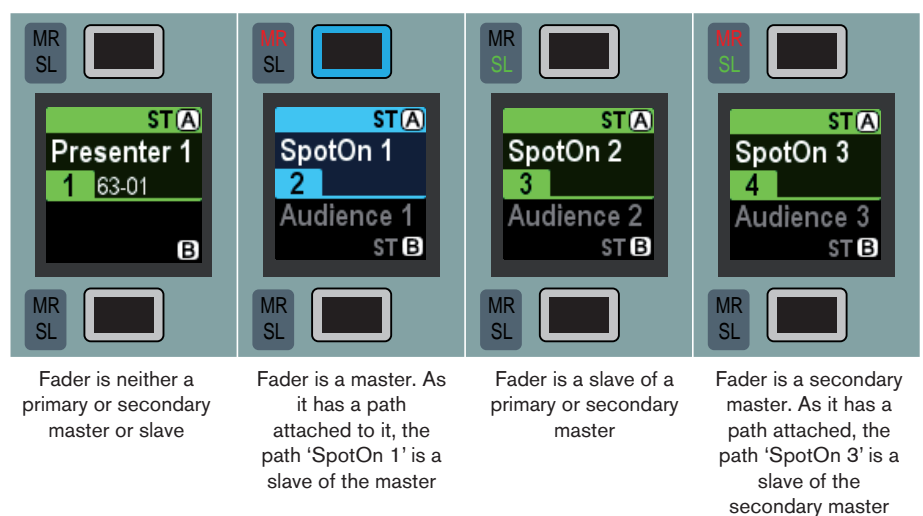 MR
SL
ST A
Presenter 1
1 63-01
B
MR
SL
Fader is neither a
primary or secondary
master or slave
MR
SL
ST A
SpotOn 1
2
Audience 1
ST B
MR
SL
Fader is a master. As
it has a path
attached to it, the
path ‘SpotOn 1’ is a
slave of the master
MR
SL
ST A
SpotOn 2
3
Audience 2
ST B
MR
SL
Fader is a slave of a
primary or secondary
master
MR
SL
ST A
SpotOn 3
4
Audience 3
ST B
MR
SL
Fader is a secondary
master. As it has a
path attached, the
path ‘SpotOn 3’ is a
slave of the
secondary master